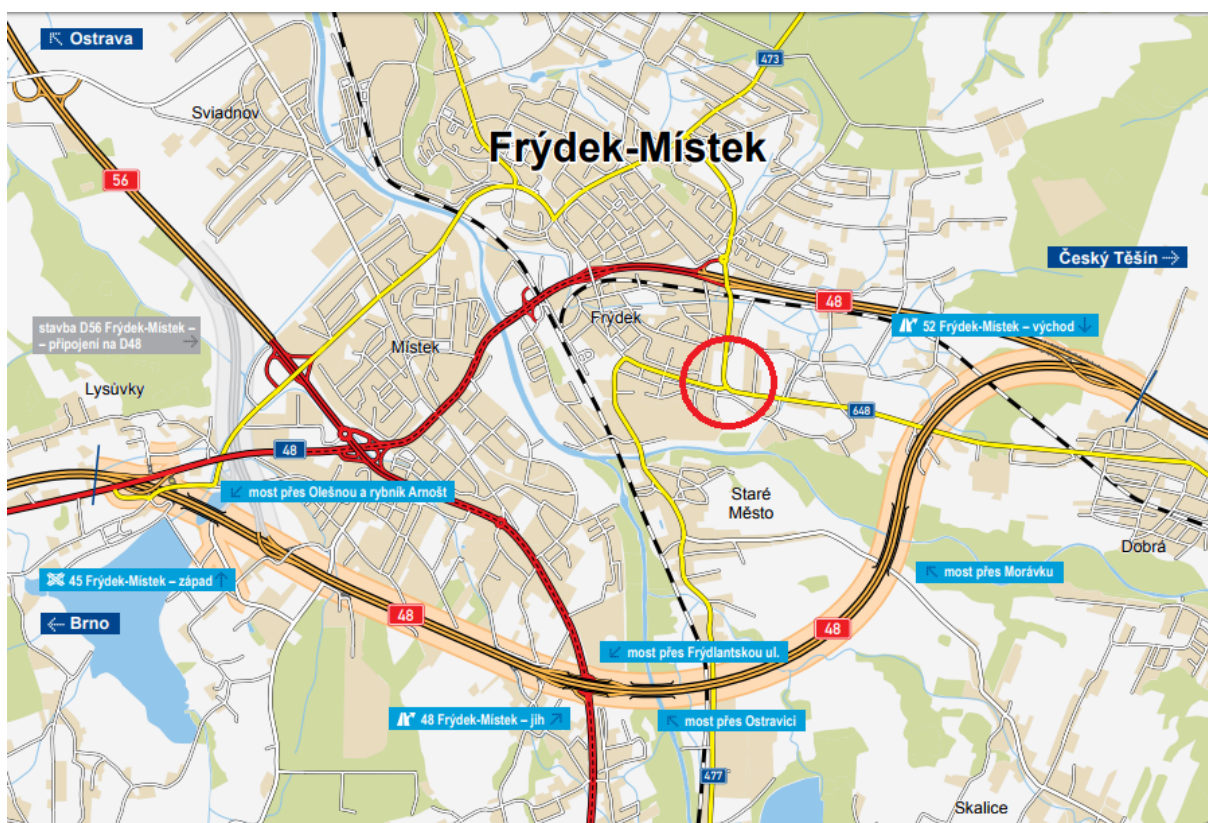 Ostrava
473
Sviadnov
Frýdek-Místek
56
Český Těšín
48
52 Frýdek-Místek – východ
stavba D56 Frýdek-Místek –
– připojení na D48
Frýdek
Místek
Lysůvky
648
48
most přes Olešnou a rybník Arnošt
Staré
Město
Dobrá
45 Frýdek-Místek – západ
most přes Morávku
48
Brno
48
most přes Frýdlantskou ul.
48 Frýdek-Místek – jih
most přes Ostravici
477
Skalice